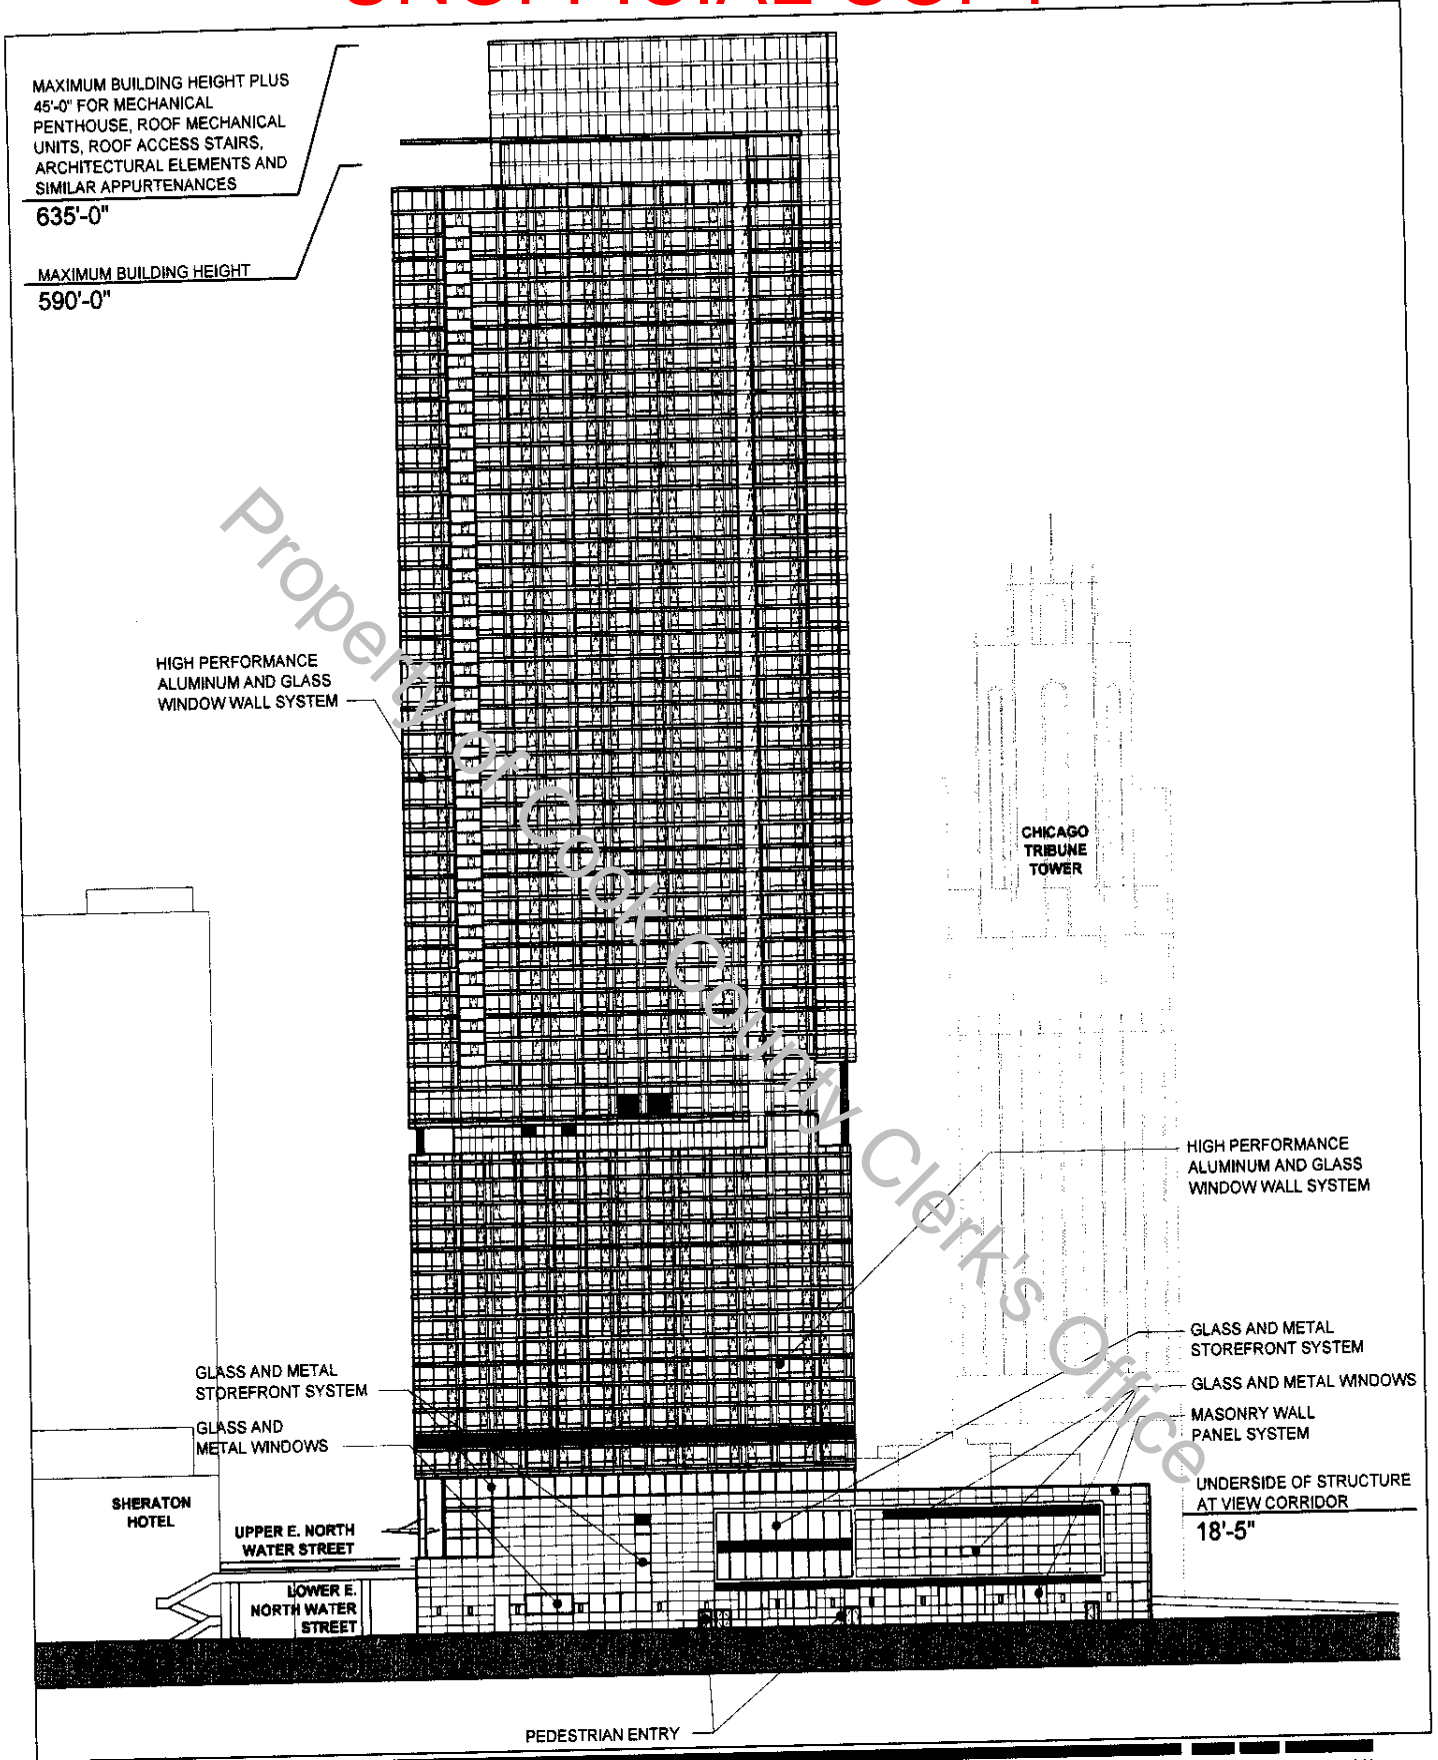 UNOFFICIAL COPY
MAXIMUM BUILDING HEIGHT PLUS
45'-0" FOR MECHANICAL
PENTHOUSE, ROOF MECHANICAL
UNITS, ROOF ACCESS STAIRS,
ARCHITECTURAL ELEMENTS AND
SIMILAR APPURTENANCES
635'-0"
MAXIMUM BUILDING HEIGHT
590'-0"
Property of Cook County Clerk's Office
HIGH PERFORMANCE
ALUMINUM AND GLASS
WINDOW WALL SYSTEM
CHICAGO
TRIBUNE
TOWER
HIGH PERFORMANCE
ALUMINUM AND GLASS
WINDOW WALL SYSTEM
GLASS AND METAL
STOREFRONT SYSTEM
GLASS AND
METAL WINDOWS
GLASS AND METAL
STOREFRONT SYSTEM
GLASS AND METAL WINDOWS
MASONRY WALL
PANEL SYSTEM
UNDERSIDE OF STRUCTURE
AT VIEW CORRIDOR
18'-5"
SHERATON
HOTEL
UPPER E. NORTH
WATER STREET
LOWER E.
NORTH WATER
STREET
PEDESTRIAN ENTRY